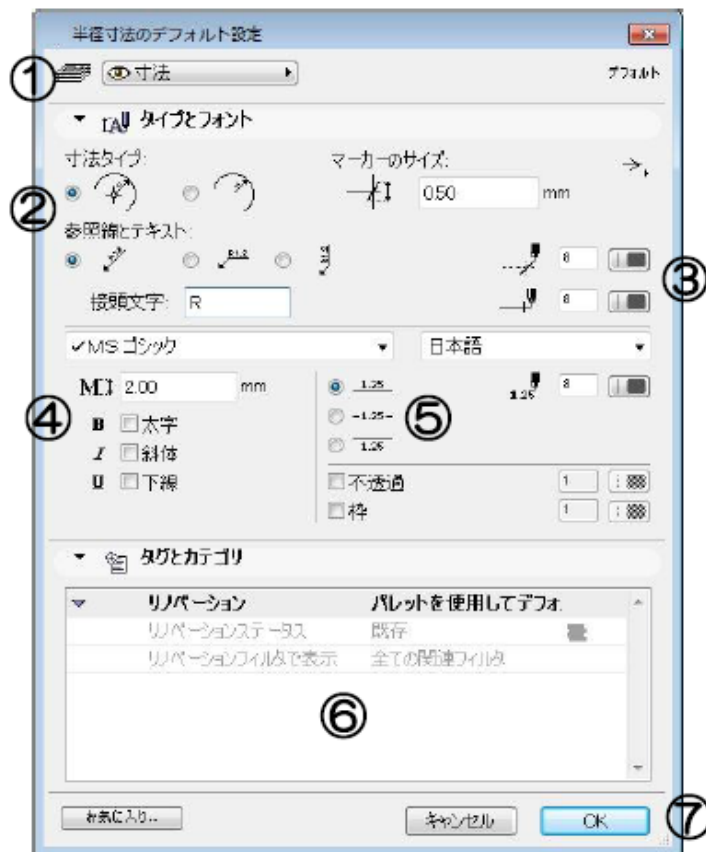 半径寸法のデフォルト設定
① 寸法 デフォルト
タイプとフォント
寸法タイプ: マーカーのサイズ:
② 0.50 mm
参照線とテキスト:
R1.2 8 ③
接頭文字: R 8
✓MS ゴシック 日本語
M 2.00 mm 1.25 1.25 8
④ B 太字 -1.25- ⑤
I 斜体 1.25
U 下線 不透過 1
枠 1
タグとカテゴリ
リノベーション パレットを使用してデフォ
リノベーションステータス 既存
リノベーションフィルタで表示 全ての関連フィルタ
⑥
お気に入り... キャンセル OK ⑦